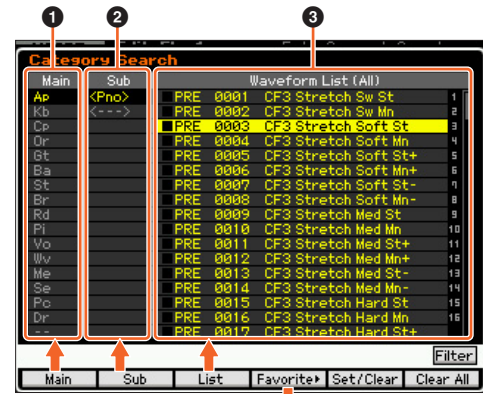 1 2 3
Category Search
Main Sub Waveform List (All)
Ap <Pno> PRE 0001 CF3 Stretch Sw St 1
Kb <---> PRE 0002 CF3 Stretch Sw Mn 2
Cp PRE 0003 CF3 Stretch Soft St 3
Or PRE 0004 CF3 Stretch Soft Mn 4
Gt PRE 0005 CF3 Stretch Soft St+ 5
Ba PRE 0006 CF3 Stretch Soft Mn+ 6
St PRE 0007 CF3 Stretch Soft St- 7
Br PRE 0008 CF3 Stretch Soft Mn- 8
Rd PRE 0009 CF3 Stretch Med St 9
Pi PRE 0010 CF3 Stretch Med Mn 10
Vo PRE 0011 CF3 Stretch Med St+ 11
Wv PRE 0012 CF3 Stretch Med Mn+ 12
Me PRE 0013 CF3 Stretch Med St- 13
Se PRE 0014 CF3 Stretch Med Mn- 14
Pc PRE 0015 CF3 Stretch Hard St 15
Dr PRE 0016 CF3 Stretch Hard Mn 16
-- PRE 0017 CF3 Stretch Hard St+
Filter
Main Sub List Favorite▸ Set/Clear Clear All